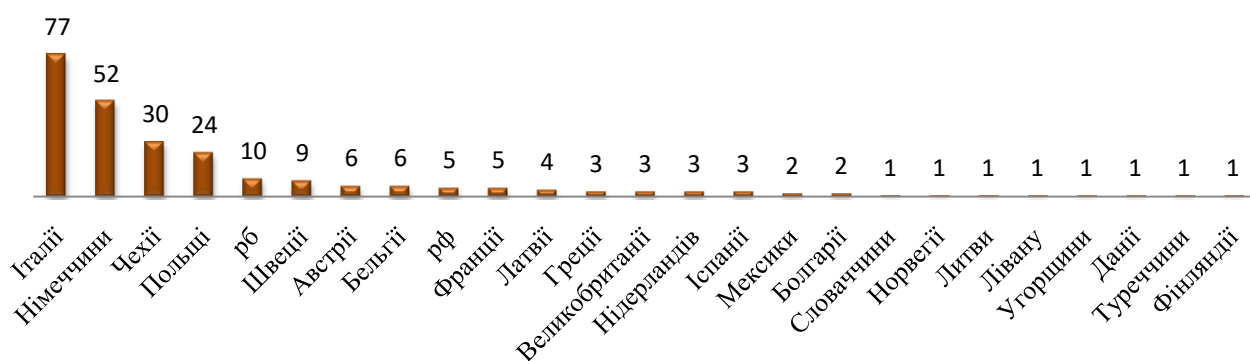 77
52
30
24
10
9
6
6
5
5
4
3
3
3
3
2
2
1
1
1
1
1
1
1
1
Італії
Німеччини
Чехії
Польщі
рб
Швеції
Австрії
Бельгії
рф
Франції
Латвії
Греції
Великобританії
Нідерландів
Іспанії
Мексики
Болгарії
Словаччини
Норвегії
Литви
Лівану
Угорщини
Данії
Туреччини
Фінляндії